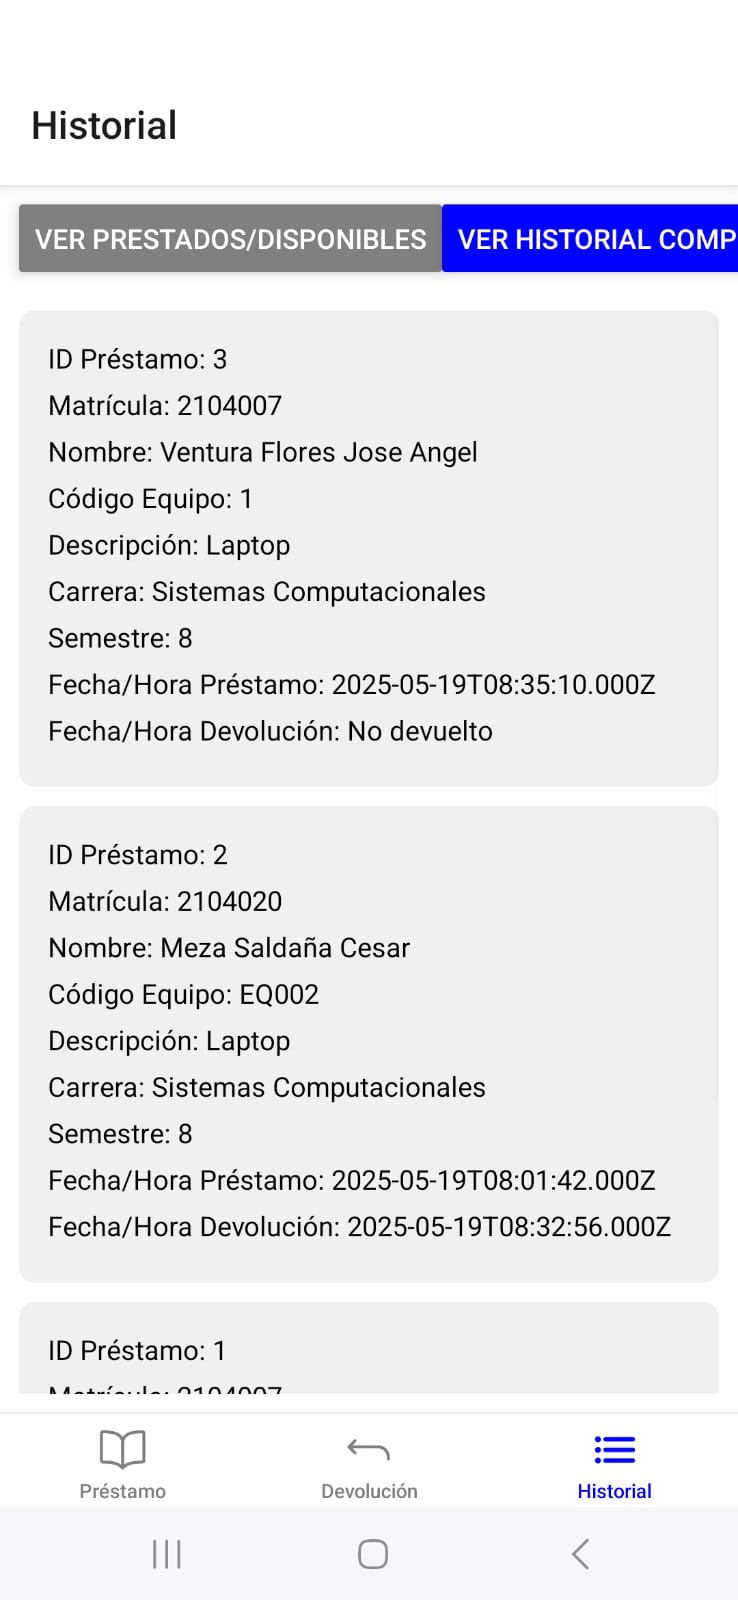 Historial
VER PRESTADOS/DISPONIBLES VER HISTORIAL COMP
ID Préstamo: 3
Matrícula: 2104007
Nombre: Ventura Flores Jose Angel
Código Equipo: 1
Descripción: Laptop
Carrera: Sistemas Computacionales
Semestre: 8
Fecha/Hora Préstamo: 2025-05-19T08:35:10.000Z
Fecha/Hora Devolución: No devuelto
ID Préstamo: 2
Matrícula: 2104020
Nombre: Meza Saldaña Cesar
Código Equipo: EQ002
Descripción: Laptop
Carrera: Sistemas Computacionales
Semestre: 8
Fecha/Hora Préstamo: 2025-05-19T08:01:42.000Z
Fecha/Hora Devolución: 2025-05-19T08:32:56.000Z
ID Préstamo: 1
Matrícula:
Préstamo Devolución Historial